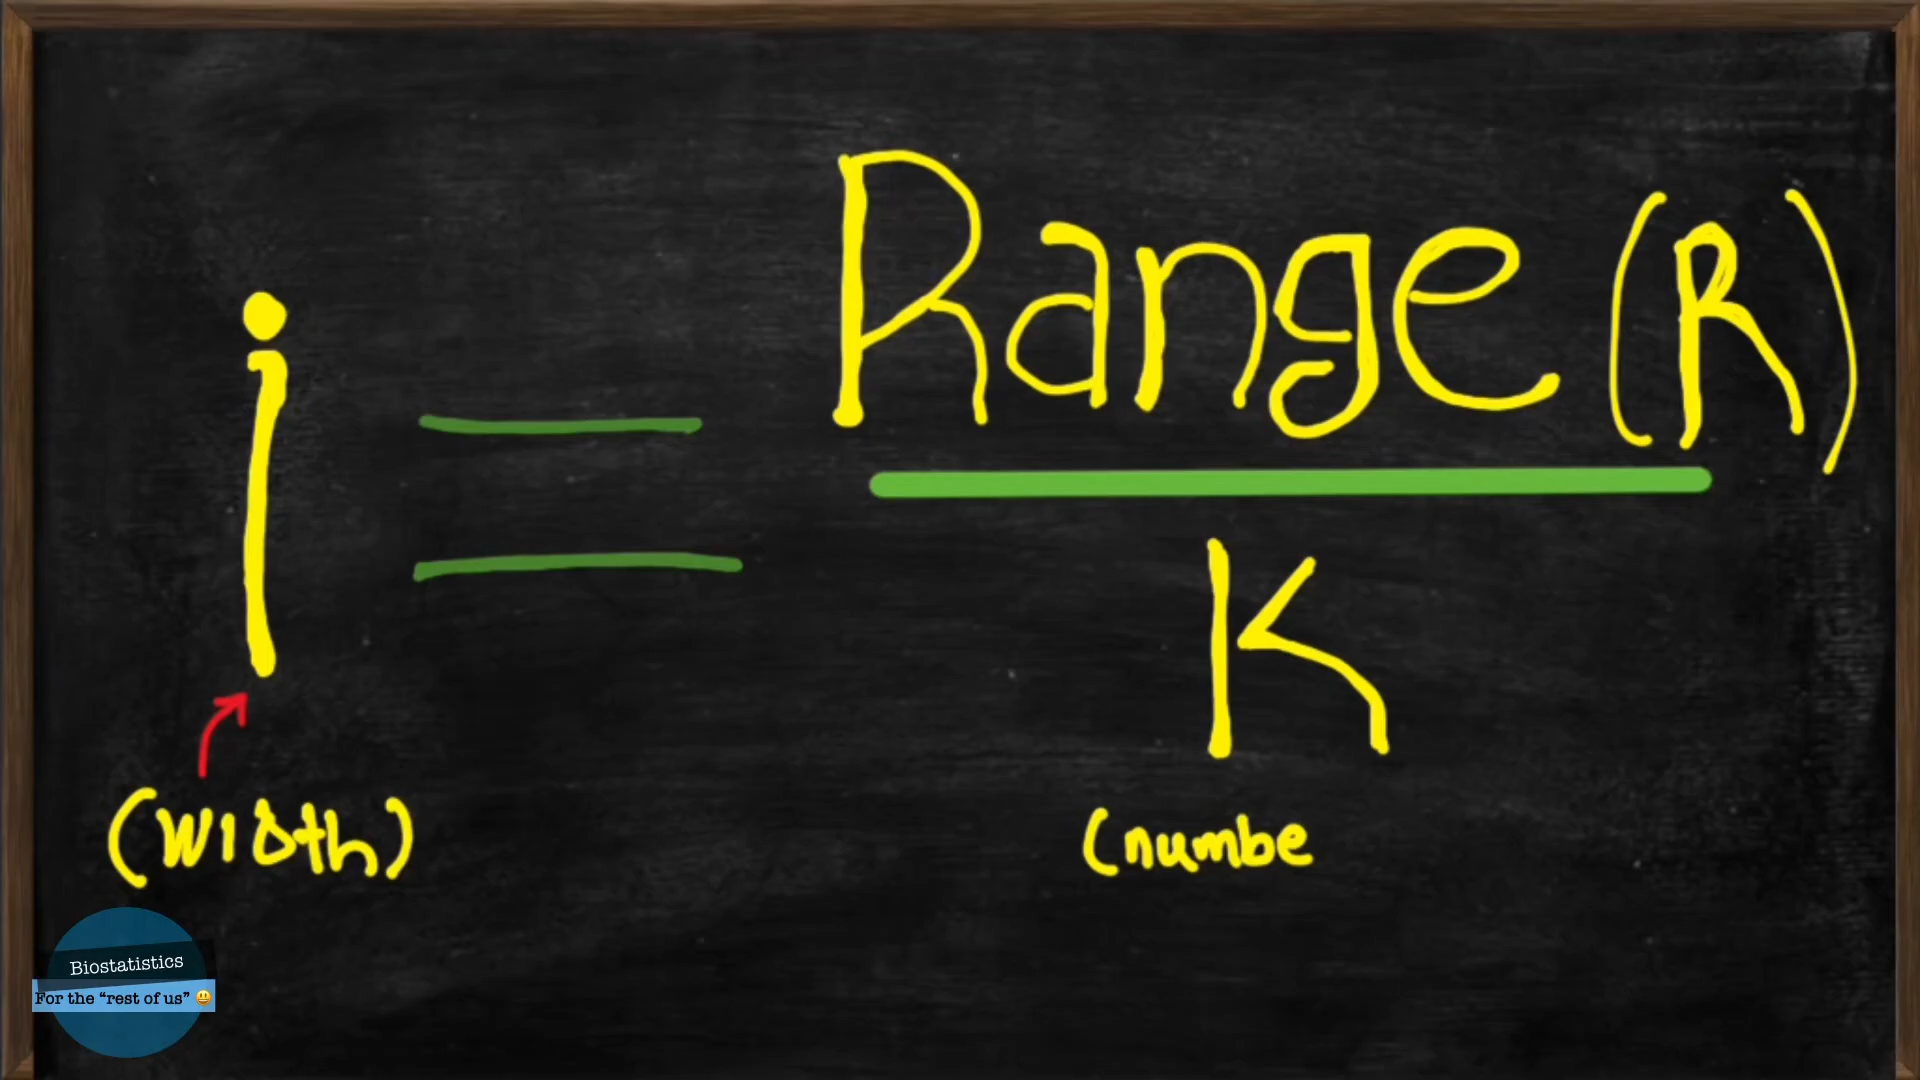 i = Range (R)
K
(width)
(numbe
Biostatistics
For the “rest of us” 😃